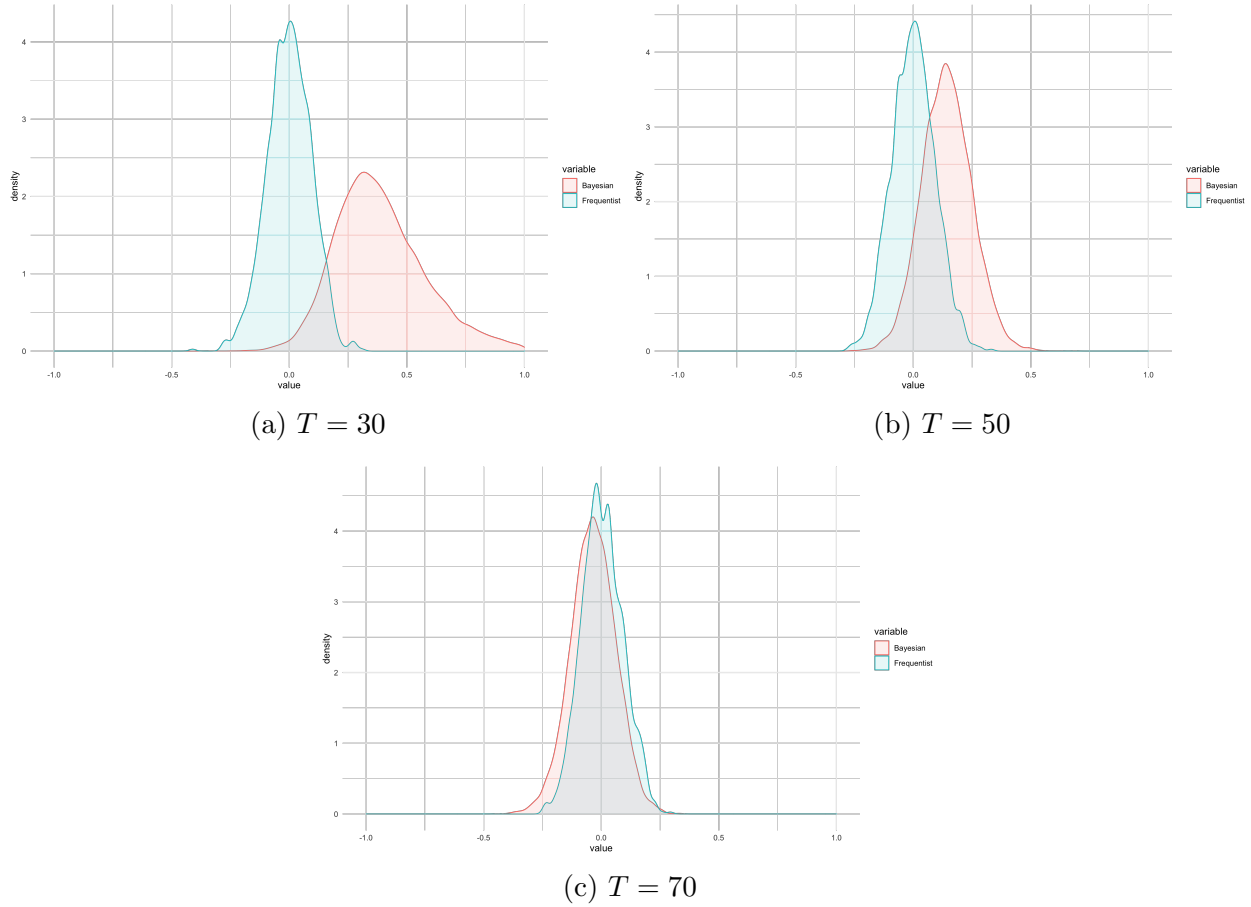 density
4
3
2
1
0
-1.0 -0.5 0.0 0.5 1.0
value
variable
Bayesian
Frequentist
(a) T = 30
density
4
3
2
1
0
-1.0 -0.5 0.0 0.5 1.0
value
variable
Bayesian
Frequentist
(b) T = 50
density
4
3
2
1
0
-1.0 -0.5 0.0 0.5 1.0
value
variable
Bayesian
Frequentist
(c) T = 70